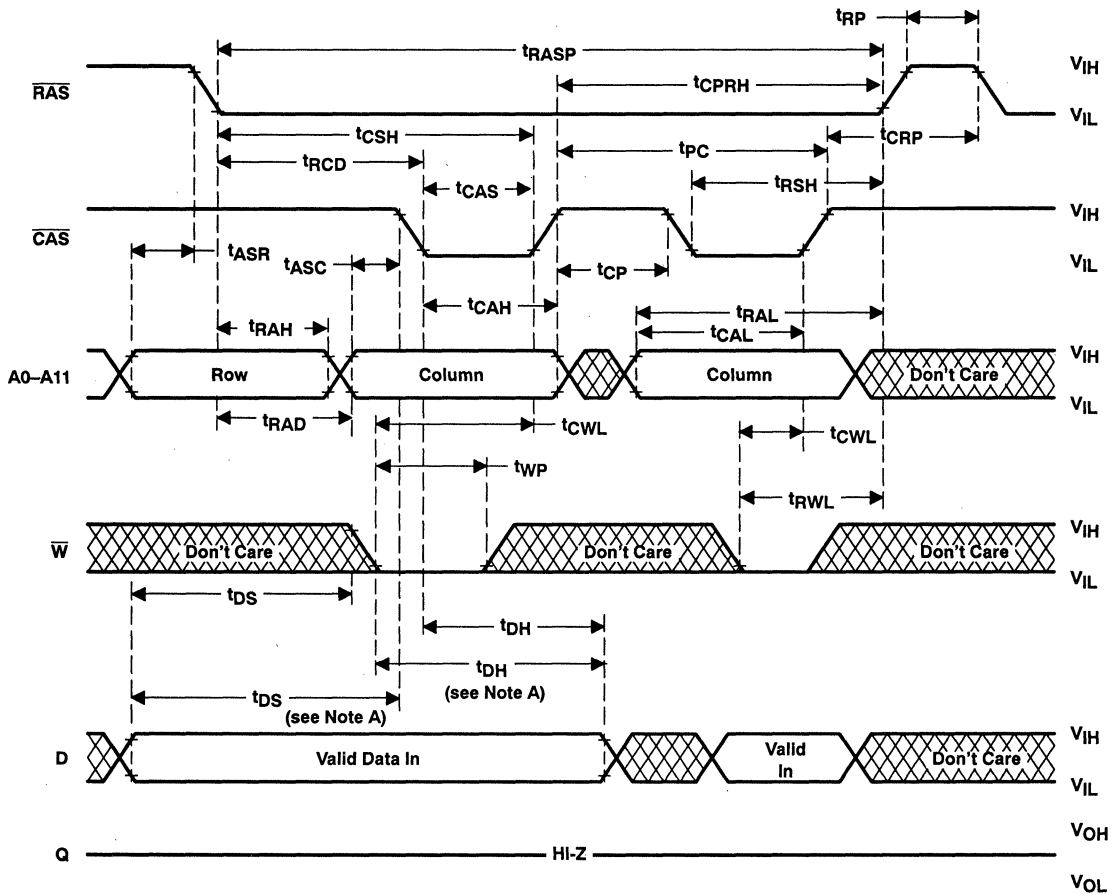 tRP
tRASP
VIH
RAS
tCPRH
VIL
tCSH
tCRP
tRCD
tPC
tCAS
tRSH
VIH
CAS
VIL
tASR
tASC
tCP
tCAH
tRAL
tRAH
tCAL
VIH
A0–A11
Row
Column
Column
Don't Care
VIL
tRAD
tCWL
tCWL
tWP
tRWL
VIH
W
Don't Care
Don't Care
Don't Care
VIL
tDS
tDH
tDH
(see Note A)
tDS
(see Note A)
VIH
D
Valid Data In
Valid
In
Don't Care
VIL
VOH
Q
HI-Z
VOL